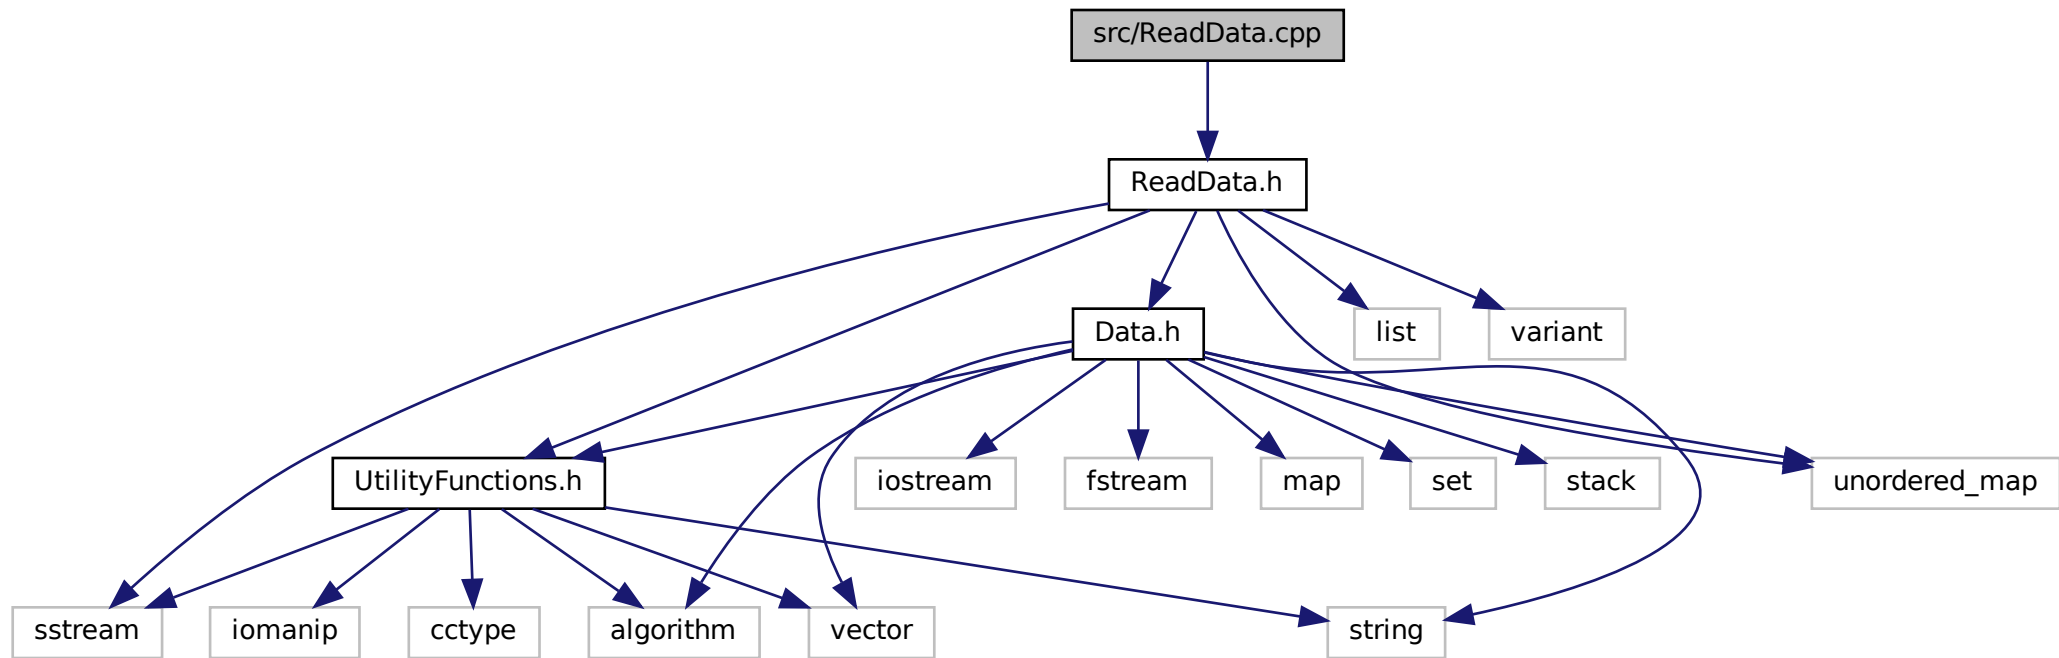 src/ReadData.cpp
ReadData.h
Data.h
list
variant
UtilityFunctions.h
iostream
fstream
map
set
stack
unordered_map
sstream
iomanip
cctype
algorithm
vector
string